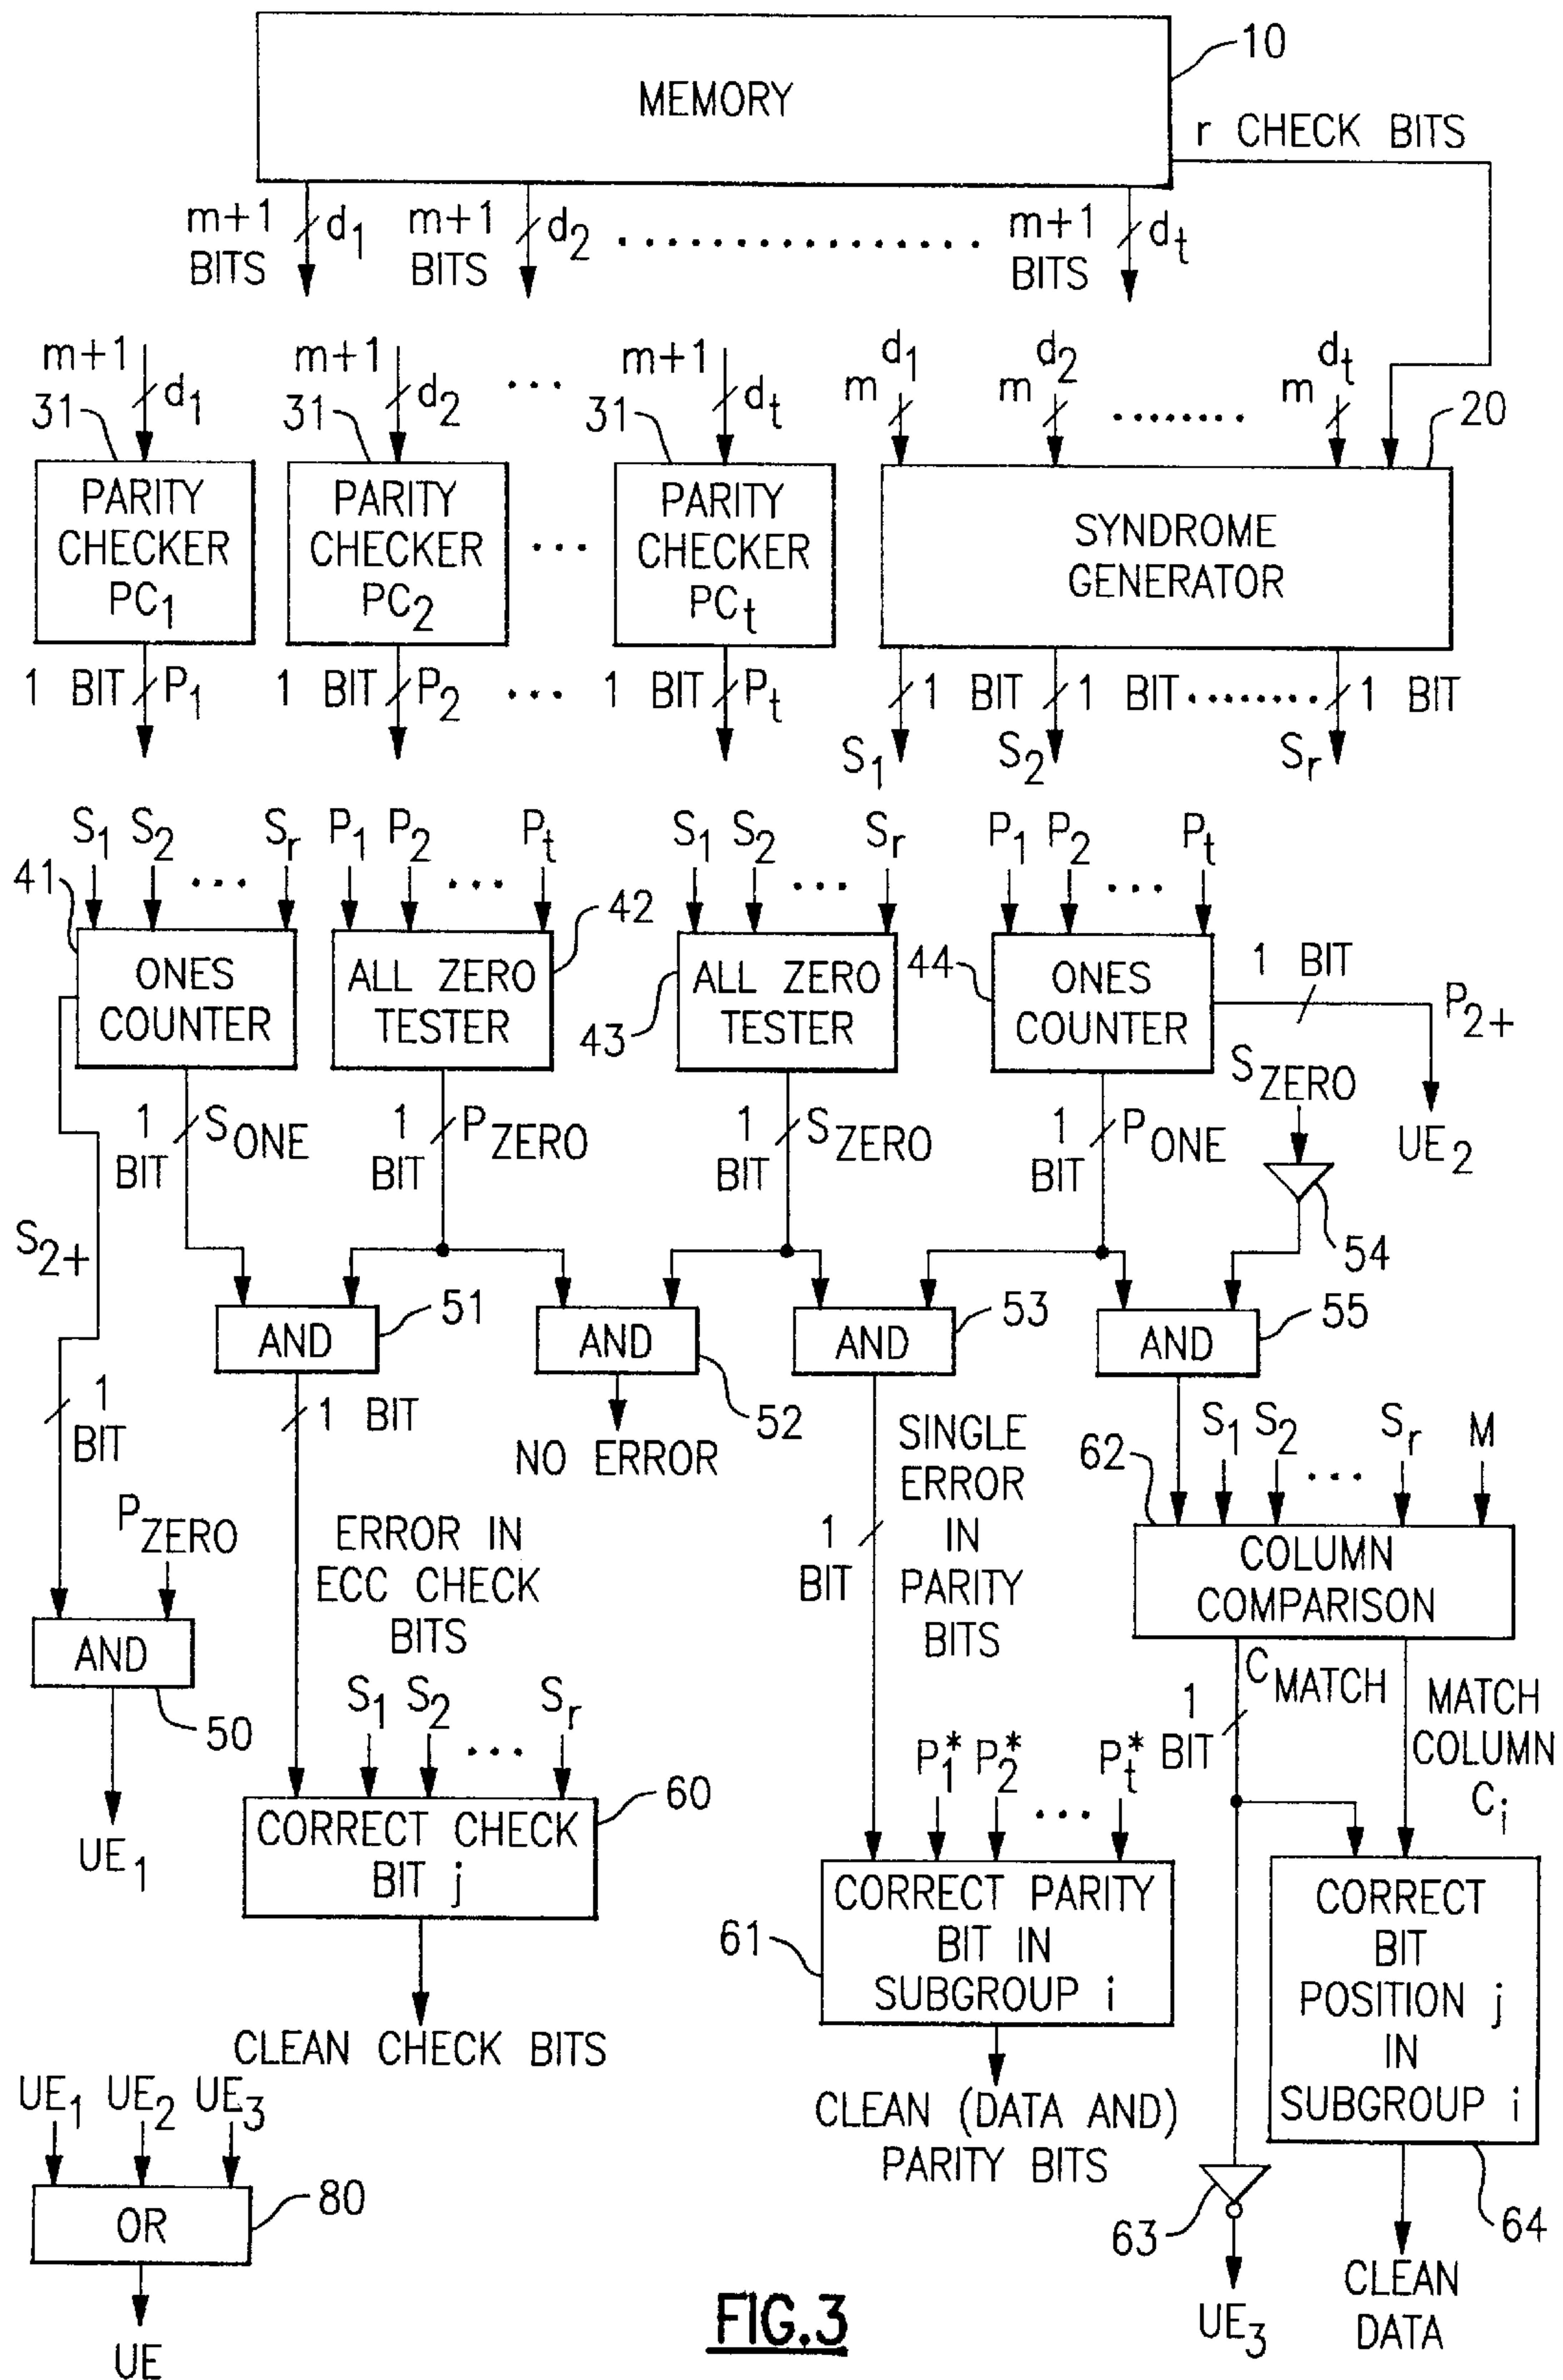 10
MEMORY
r CHECK BITS
m+1 BITS d1 m+1 BITS d2 ................. m+1 BITS dt
m+1 d1 m+1 d2 ... m+1 dt m d1 m d2 ........ m dt
31 31 31 20
PARITY CHECKER PC1
PARITY CHECKER PC2
...
PARITY CHECKER PCt
SYNDROME GENERATOR
1 BIT P1 1 BIT P2 ... 1 BIT Pt 1 BIT 1 BIT ........ 1 BIT
S1 S2 Sr
S1 S2 ... Sr P1 P2 ... Pt S1 S2 ... Sr P1 P2 ... Pt
41 42 43 44
ONES COUNTER
ALL ZERO TESTER
ALL ZERO TESTER
ONES COUNTER
1 BIT P2+
SZERO
UE2
1 BIT SONE 1 BIT PZERO 1 BIT SZERO 1 BIT PONE
54
S2+
AND 51 AND 52 AND 53 AND 55
1 BIT
1 BIT
NO ERROR
SINGLE ERROR IN PARITY BITS
1 BIT
62 S1 S2 ... Sr M
COLUMN COMPARISON
PZERO
ERROR IN ECC CHECK BITS
AND
50
UE1
CMATCH
1 BIT
MATCH COLUMN Ci
S1 S2 ... Sr
60
CORRECT CHECK BIT j
CLEAN CHECK BITS
P1* P2* ... Pt*
61
CORRECT PARITY BIT IN SUBGROUP i
CLEAN (DATA AND) PARITY BITS
CORRECT BIT POSITION j IN SUBGROUP i
63
64
UE3
CLEAN DATA
UE1 UE2 UE3
OR
80
UE
FIG.3